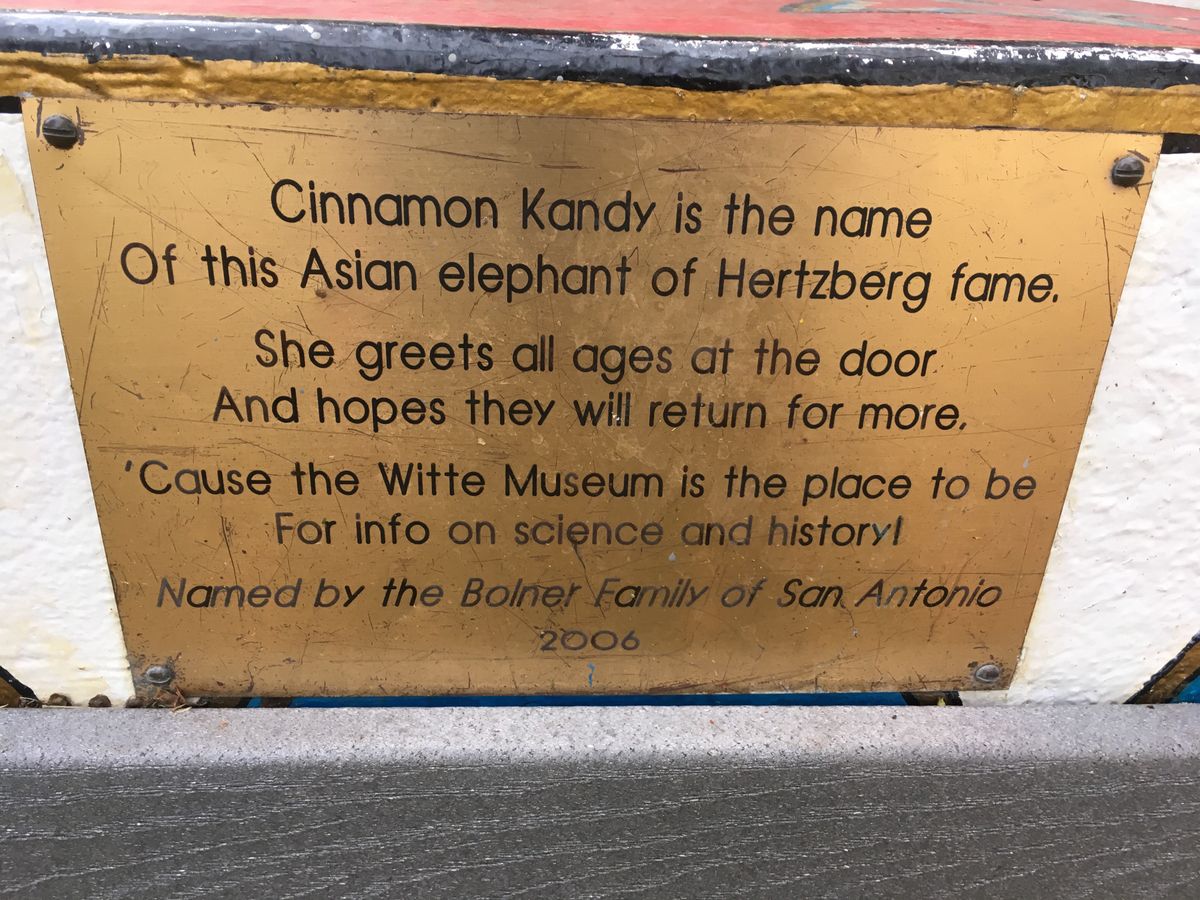 Cinnamon Kandy is the name
Of this Asian elephant of Hertzberg fame.
She greets all ages at the door
And hopes they will return for more.
'Cause the Witte Museum is the place to be
For info on science and history!
Named by the Bolner Family of San Antonio
2006